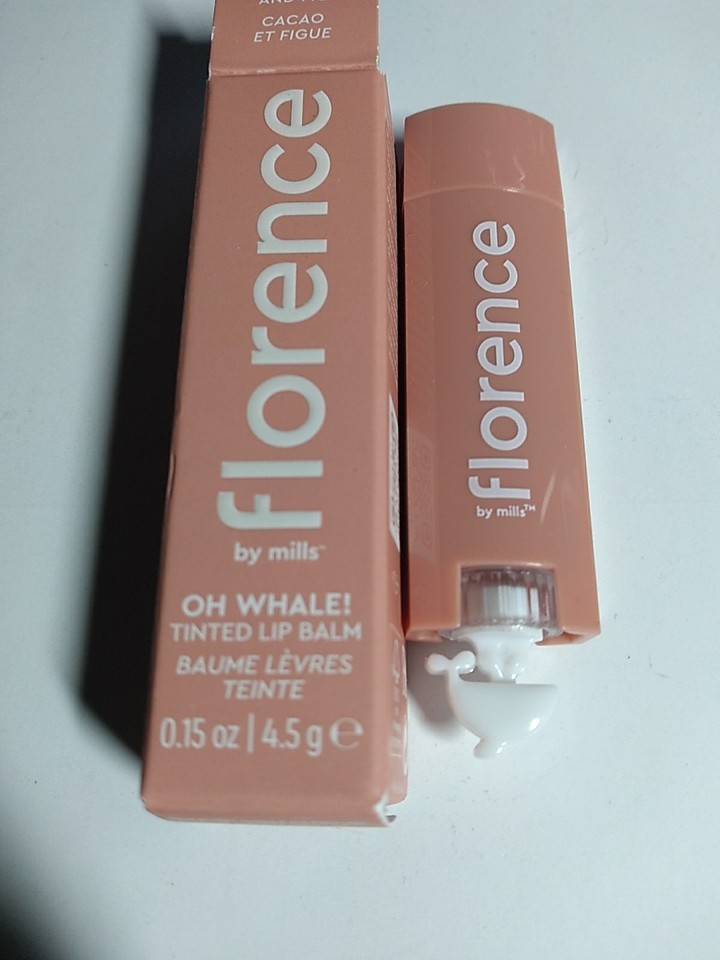 CACAO
ET FIGUE
florence
by mills™
OH WHALE!
TINTED LIP BALM
BAUME LÈVRES
TEINTE
0.15 oz | 4.5 g ℮
florence
by mills™